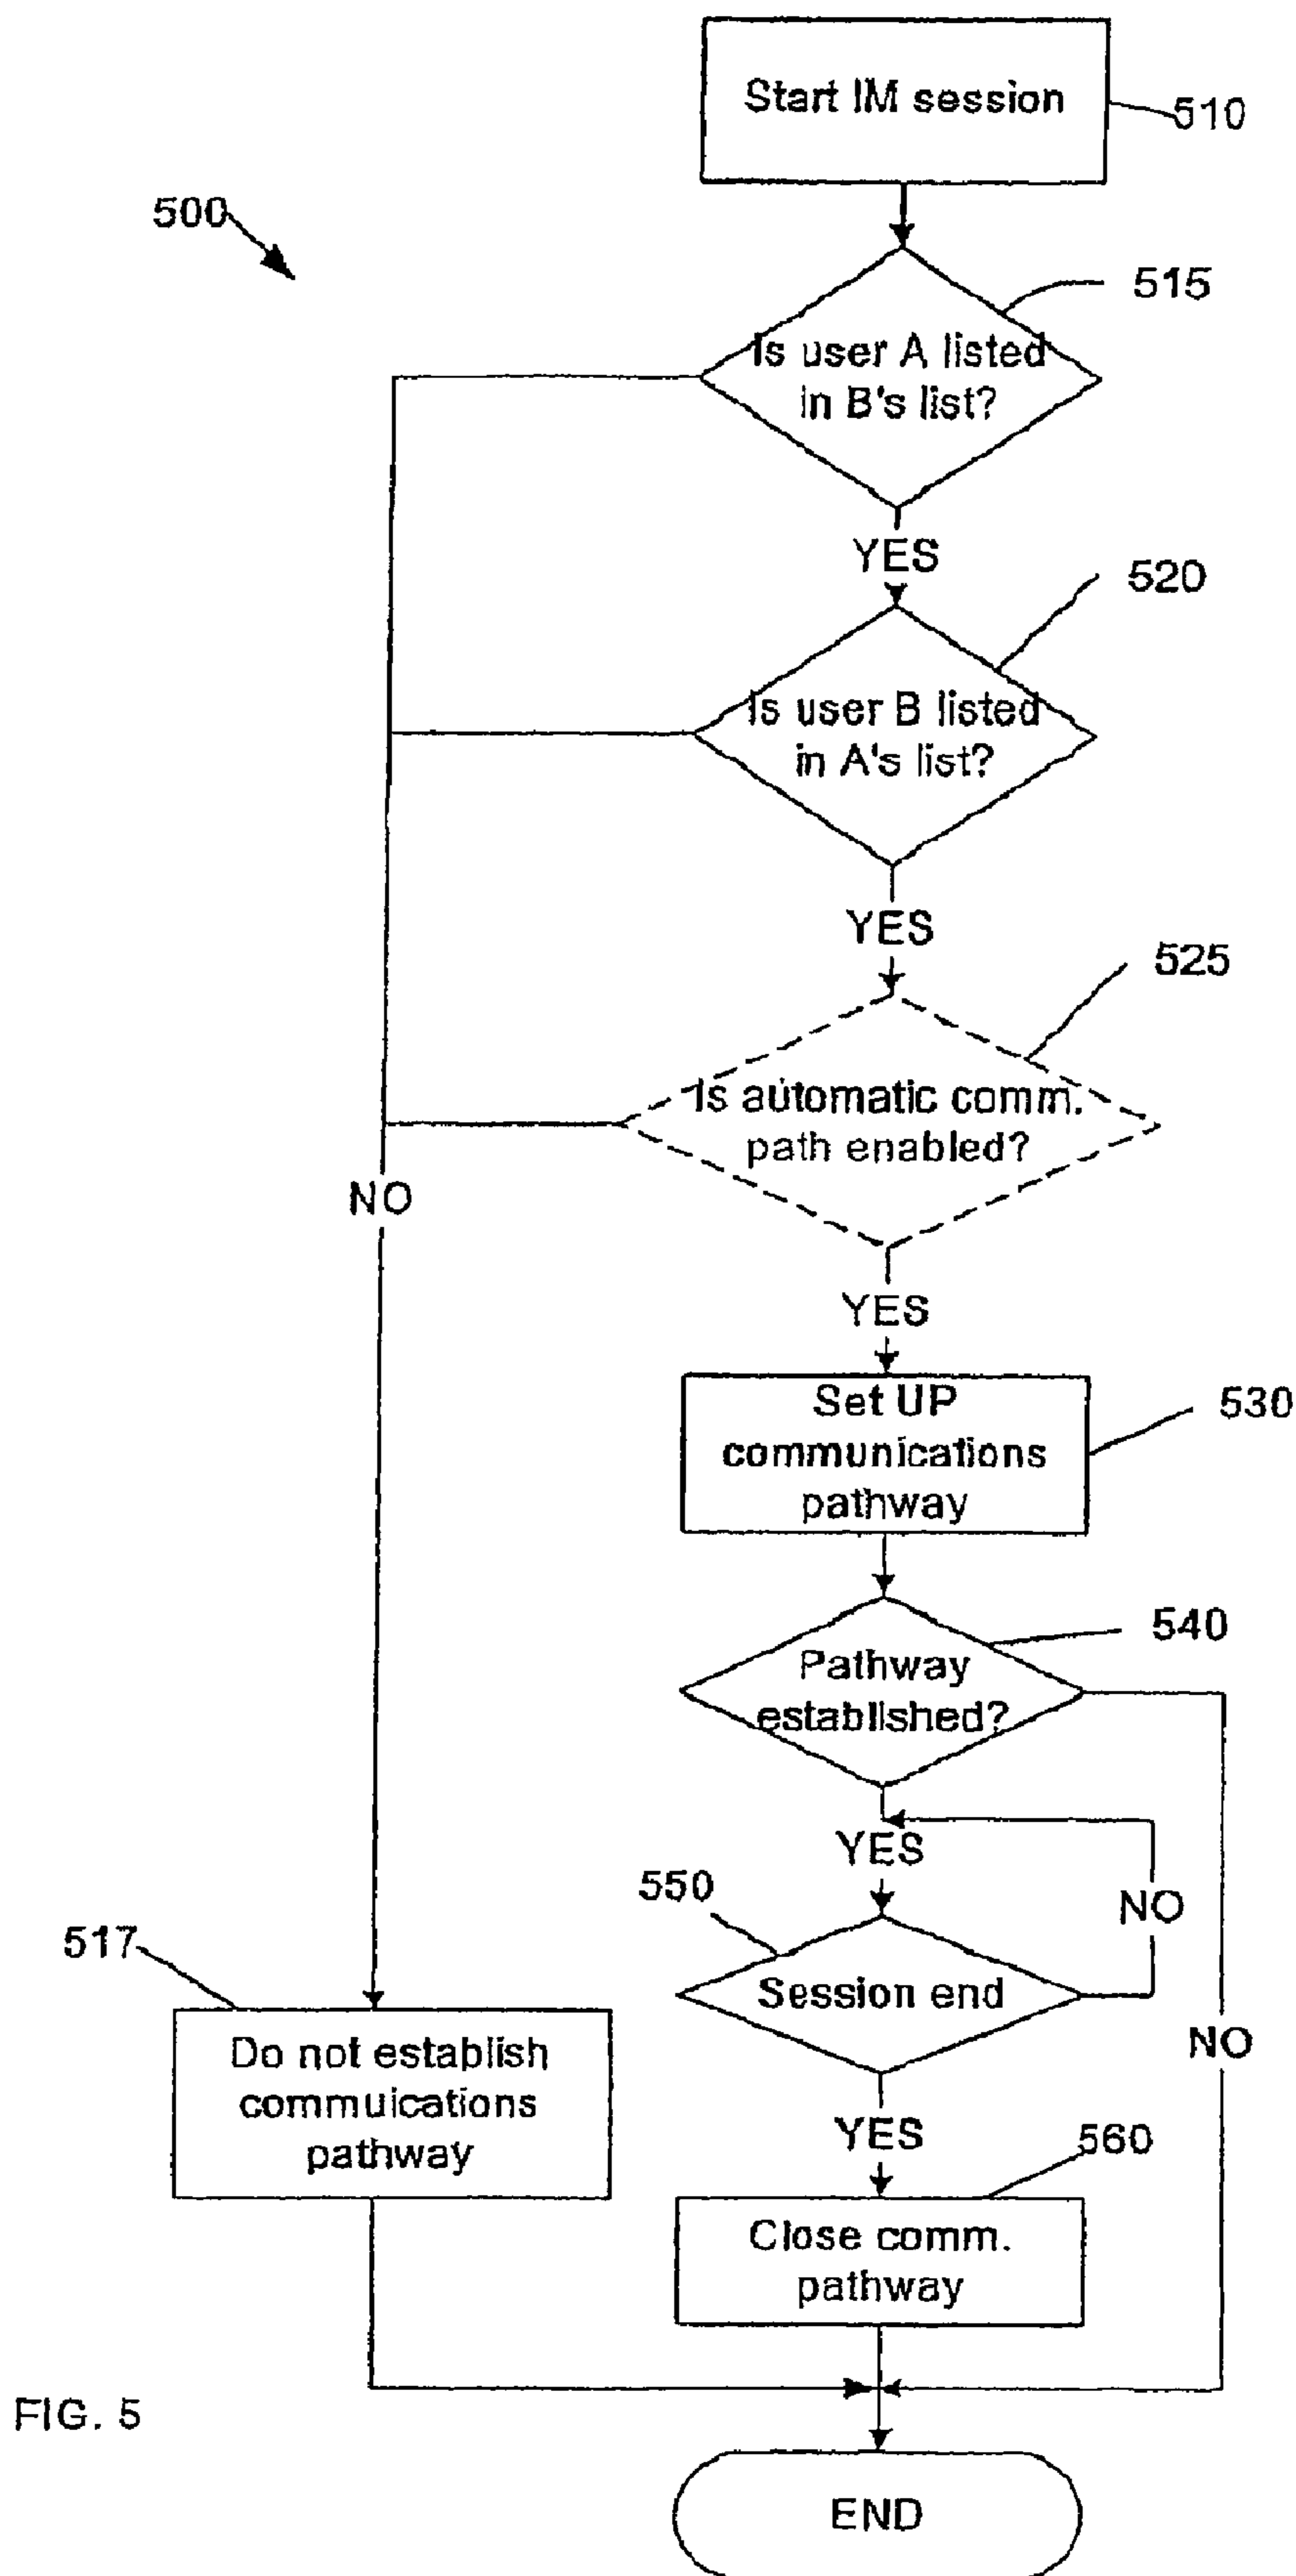 Start IM session
510
500
515
Is user A listed
in B's list?
YES
520
Is user B listed
in A's list?
YES
525
Is automatic comm.
path enabled?
NO
YES
Set UP
communications
pathway
530
540
Pathway
established?
YES
550
NO
517
Session end
Do not establish
commuications
pathway
NO
YES
560
Close comm.
pathway
FIG. 5
END